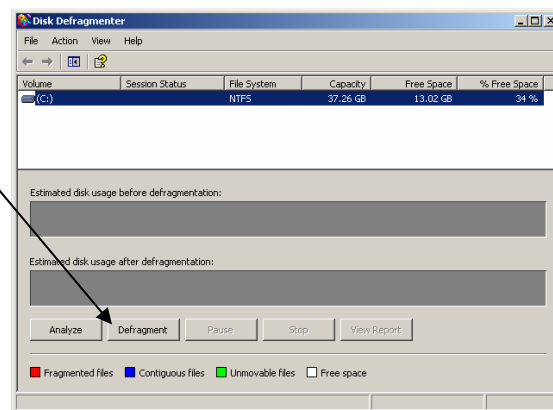 Disk Defragmenter
File Action View Help
Volume Session Status File System Capacity Free Space % Free Space
(C:) NTFS 37.26 GB 13.02 GB 34 %
Estimated disk usage before defragmentation:
Estimated disk usage after defragmentation:
Analyze Defragment Pause Stop View Report
Fragmented files Contiguous files Unmovable files Free space